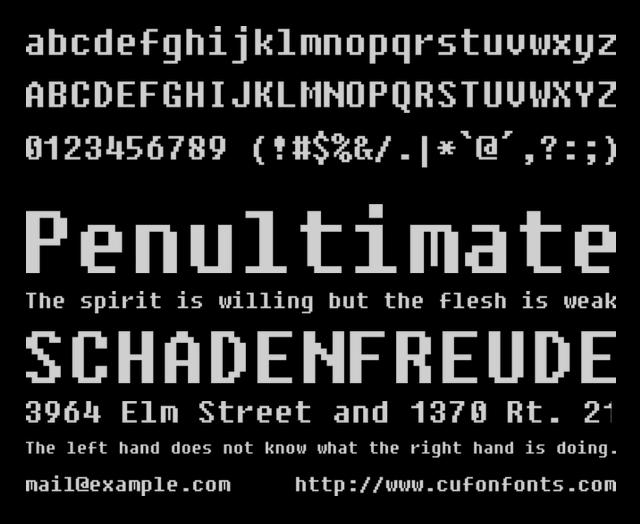 abcdefghijklmnopqrstuvwxyz
ABCDEFGHIJKLMNOPQRSTUVWXYZ
0123456789 (!#$%&/.|*`@´,?:;)
Penultimate
The spirit is willing but the flesh is weak
SCHADENFREUDE
3964 Elm Street and 1370 Rt. 21
The left hand does not know what the right hand is doing.
mail@example.com http://www.cufonfonts.com